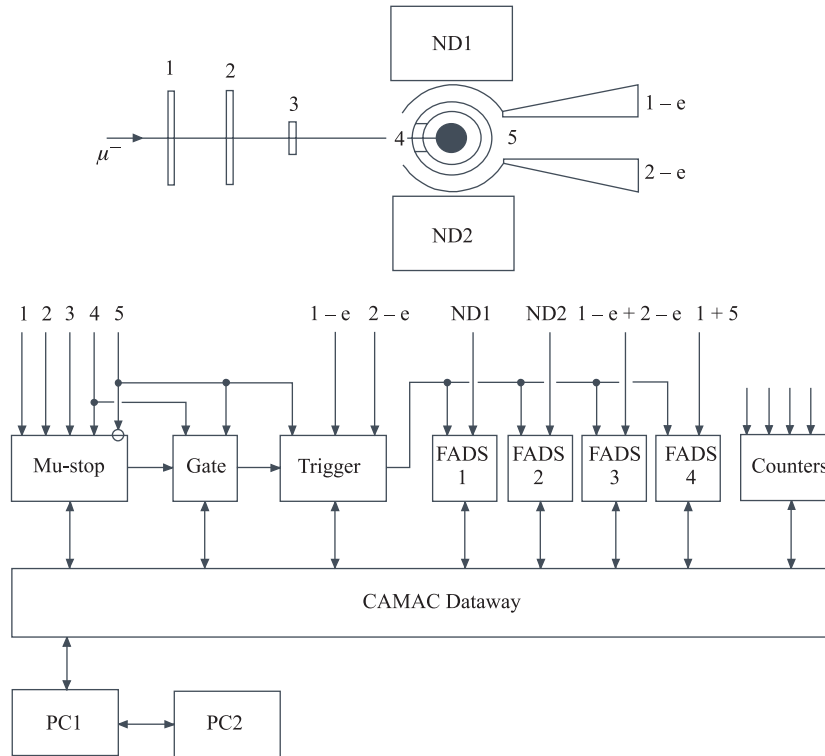 ND1
1
2
3
1 – e
4
5
μ⁻
2 – e
ND2
1 2 3 4 5 1 – e 2 – e ND1 ND2 1 – e + 2 – e 1 + 5
Mu-stop
Gate
Trigger
FADS
1
FADS
2
FADS
3
FADS
4
Counters
CAMAC Dataway
PC1
PC2